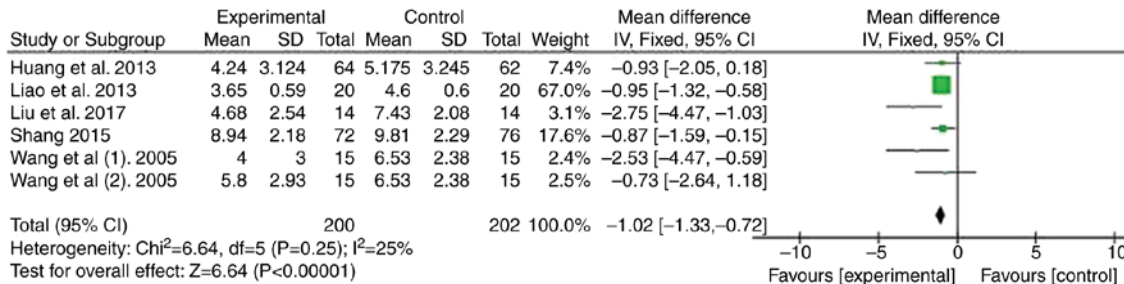 Experimental Control Mean difference Mean difference
Study or Subgroup Mean SD Total Mean SD Total Weight IV, Fixed, 95% CI IV, Fixed, 95% CI
Huang et al. 2013 4.24 3.124 64 5.175 3.245 62 7.4% −0.93 [−2.05, 0.18]
Liao et al. 2013 3.65 0.59 20 4.6 0.6 20 67.0% −0.95 [−1.32, −0.58]
Liu et al. 2017 4.68 2.54 14 7.43 2.08 14 3.1% −2.75 [−4.47, −1.03]
Shang 2015 8.94 2.18 72 9.81 2.29 76 17.6% −0.87 [−1.59, −0.15]
Wang et al (1). 2005 4 3 15 6.53 2.38 15 2.4% −2.53 [−4.47, −0.59]
Wang et al (2). 2005 5.8 2.93 15 6.53 2.38 15 2.5% −0.73 [−2.64, 1.18]
Total (95% CI) 200 202 100.0% −1.02 [−1.33,−0.72]
Heterogeneity: Chi²=6.64, df=5 (P=0.25); I²=25%
Test for overall effect: Z=6.64 (P<0.00001)
−10 −5 0 5 10
Favours [experimental] Favours [control]